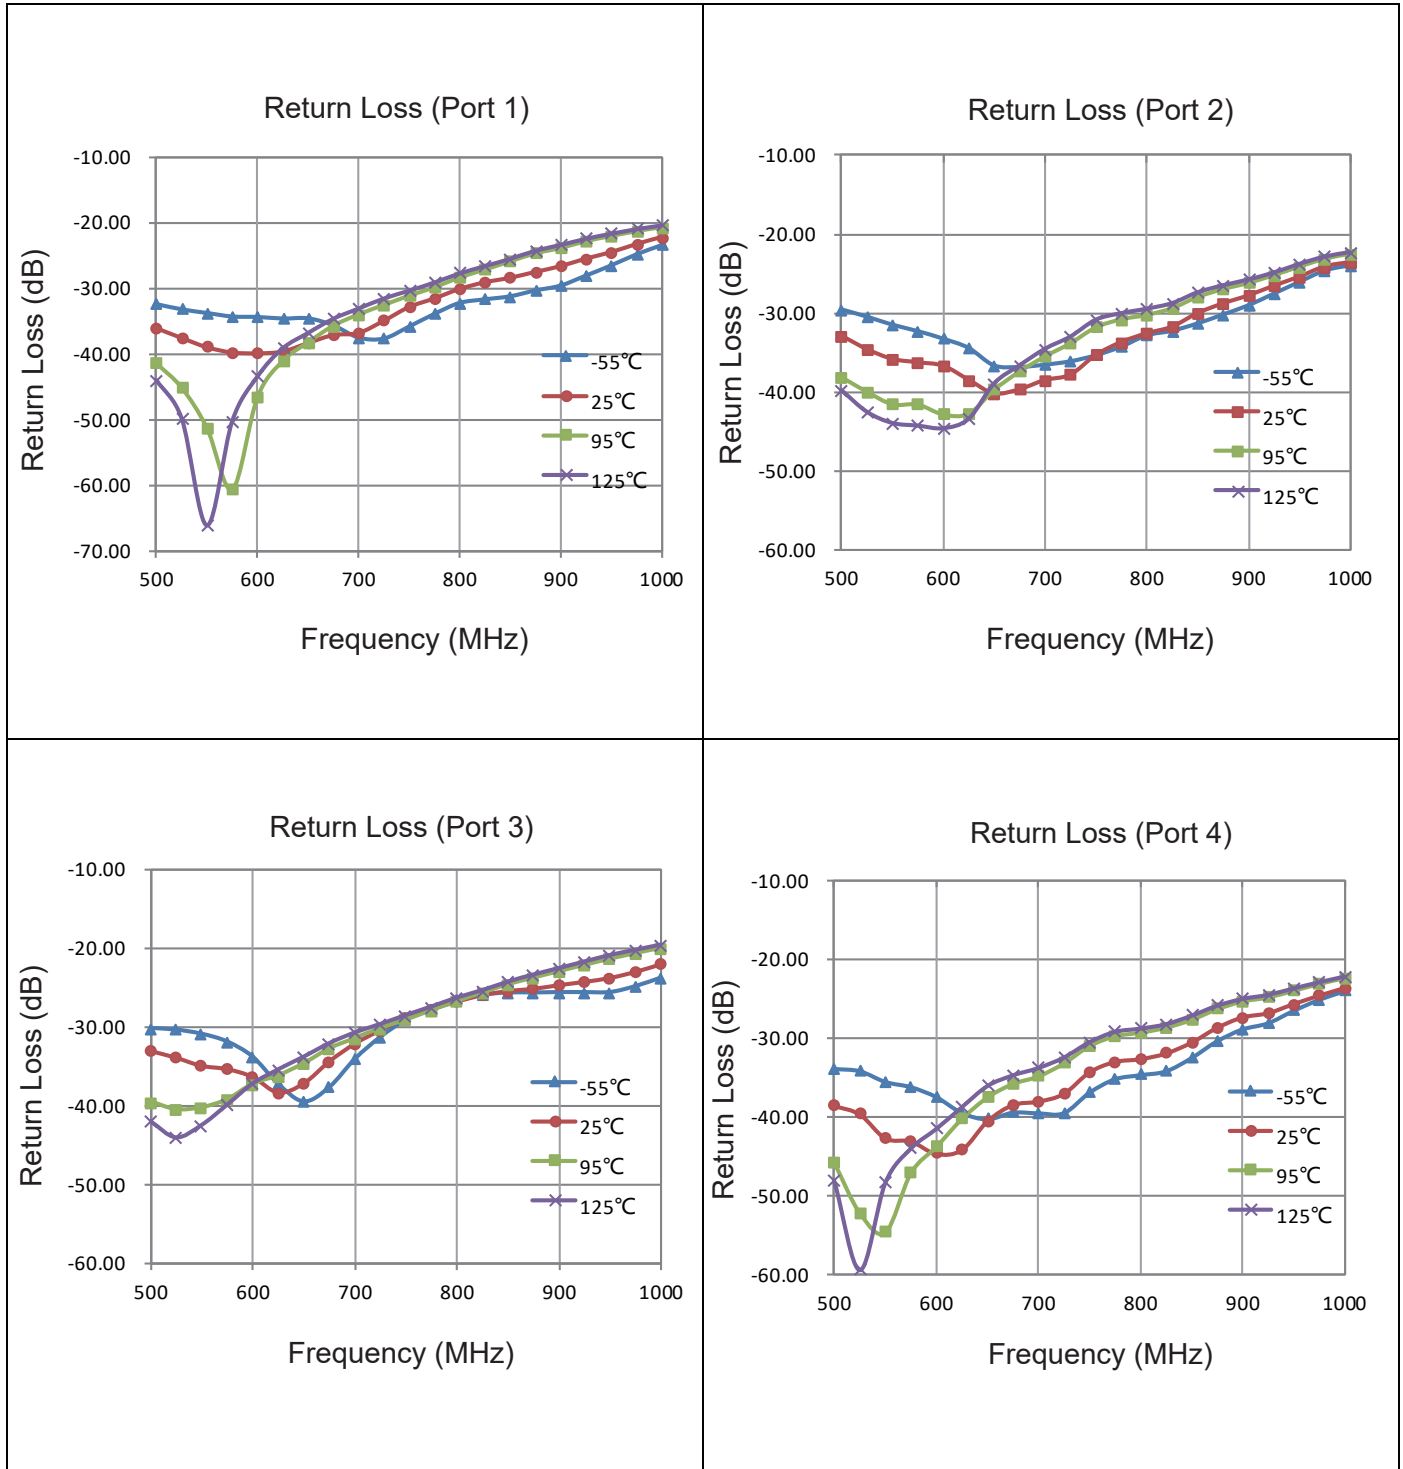 Return Loss (Port 1)
Return Loss (dB)
-10.00
-20.00
-30.00
-40.00
-50.00
-60.00
-70.00
500 600 700 800 900 1000
-55℃
25℃
95℃
125℃
Frequency (MHz)
Return Loss (Port 2)
Return Loss (dB)
-10.00
-20.00
-30.00
-40.00
-50.00
-60.00
500 600 700 800 900 1000
-55℃
25℃
95℃
125℃
Frequency (MHz)
Return Loss (Port 3)
Return Loss (dB)
-10.00
-20.00
-30.00
-40.00
-50.00
-60.00
500 600 700 800 900 1000
-55℃
25℃
95℃
125℃
Frequency (MHz)
Return Loss (Port 4)
Return Loss (dB)
-10.00
-20.00
-30.00
-40.00
-50.00
-60.00
500 600 700 800 900 1000
-55℃
25℃
95℃
125℃
Frequency (MHz)